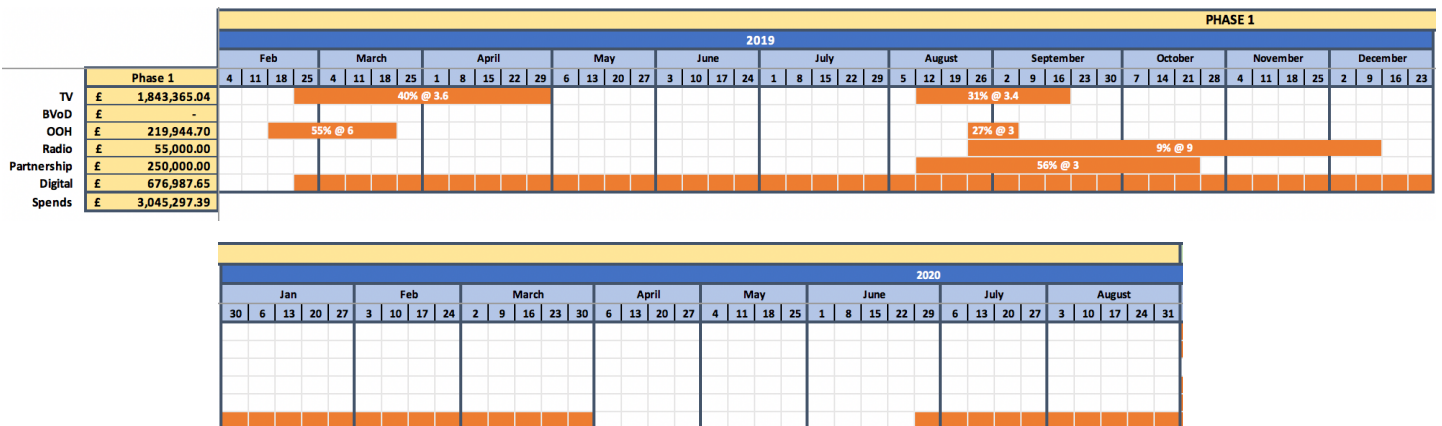 PHASE 1
2019
Feb March April May June July August September October November December
Phase 1 4 11 18 25 4 11 18 25 1 8 15 22 29 6 13 20 27 3 10 17 24 1 8 15 22 29 5 12 19 26 2 9 16 23 30 7 14 21 28 4 11 18 25 2 9 16 23
TV £ 1,843,365.04 40% @ 3.6 31% @ 3.4
BVoD £ -
OOH £ 219,944.70 55% @ 6 27% @ 3
Radio £ 55,000.00 9% @ 9
Partnership £ 250,000.00 56% @ 3
Digital £ 676,987.65
Spends £ 3,045,297.39
2020
Jan Feb March April May June July August
30 6 13 20 27 3 10 17 24 2 9 16 23 30 6 13 20 27 4 11 18 25 1 8 15 22 29 6 13 20 27 3 10 17 24 31